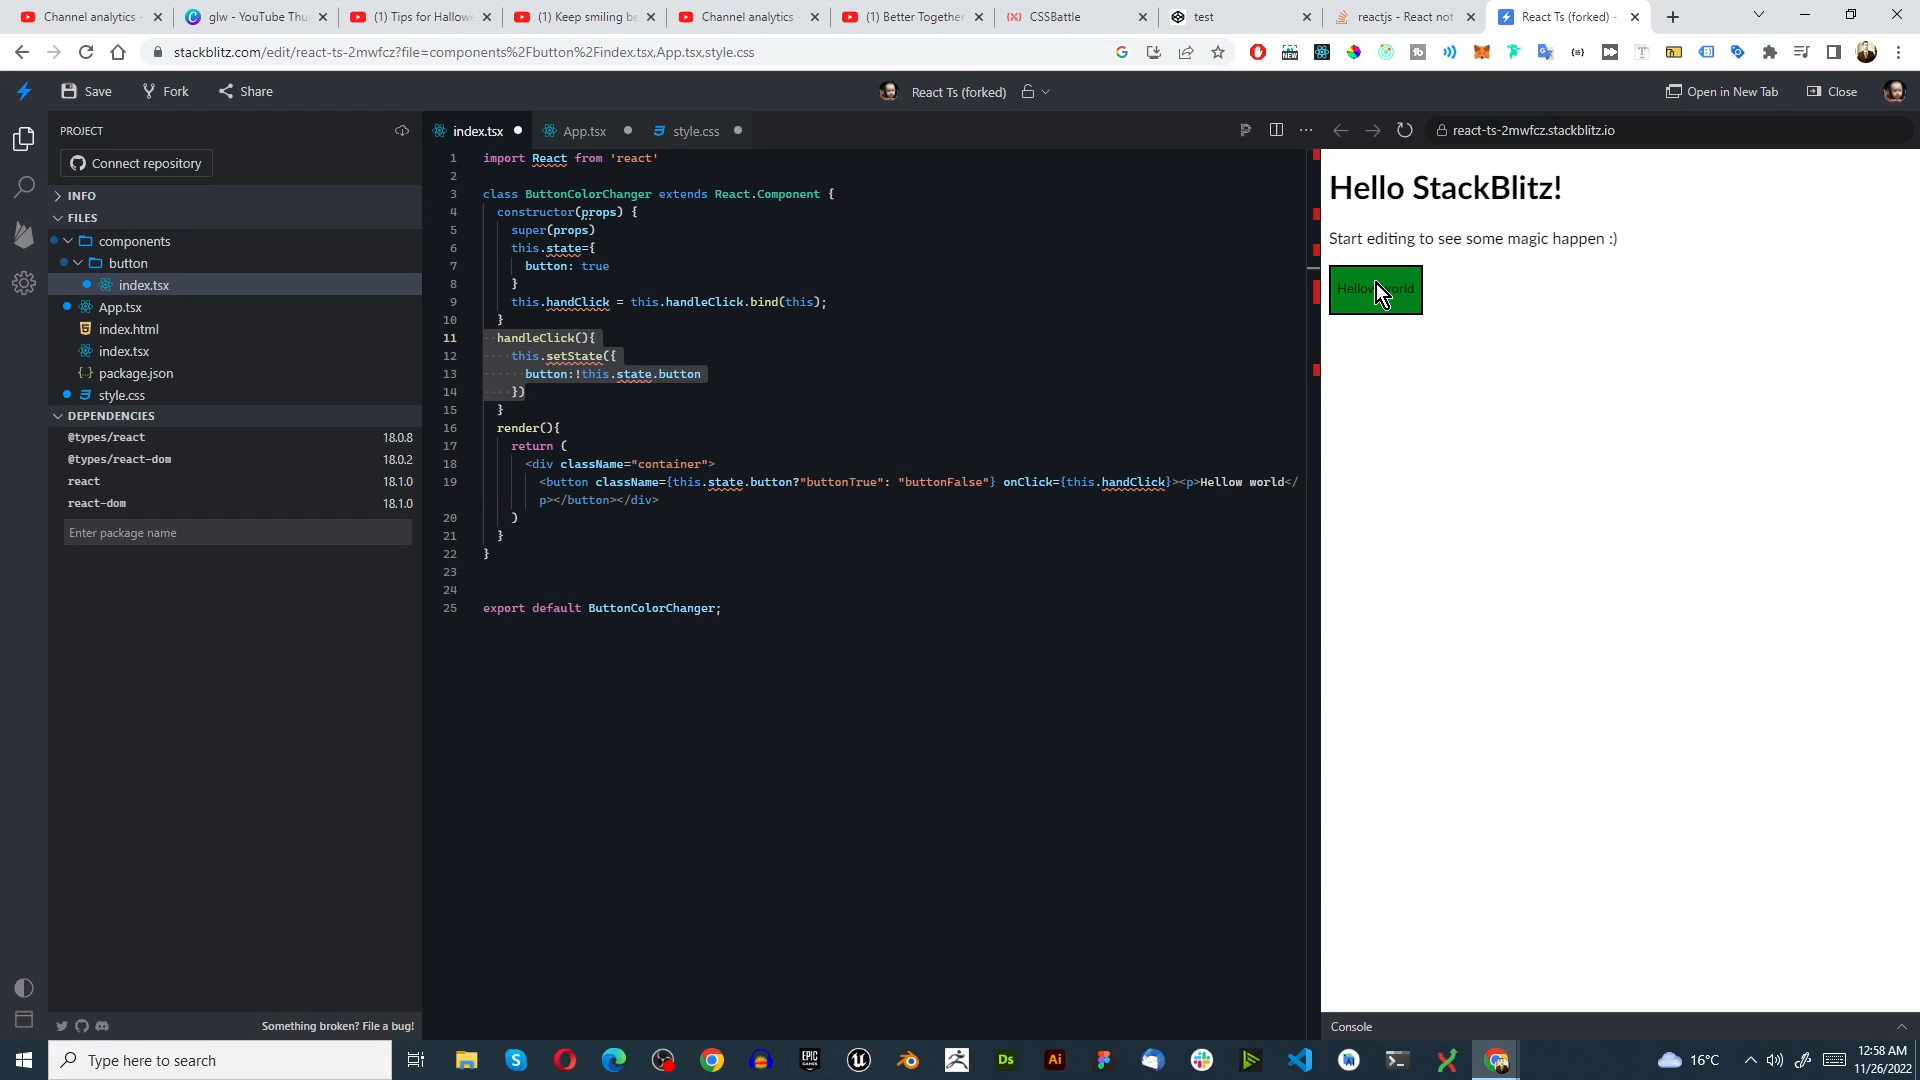 Channel analytics -
glw - YouTube Thu
(1) Tips for Hallow
(1) Keep smiling be
Channel analytics -
(1) Better Together
CSSBattle
test
reactjs - React not
React Ts (forked) -
stackblitz.com/edit/react-ts-2mwfcz?file=components%2Fbutton%2Findex.tsx,App.tsx,style.css
Save
Fork
Share
React Ts (forked)
Open in New Tab
Close
PROJECT
Connect repository
INFO
FILES
components
button
index.tsx
App.tsx
index.html
index.tsx
package.json
style.css
DEPENDENCIES
@types/react 18.0.8
@types/react-dom 18.0.2
react 18.1.0
react-dom 18.1.0
Enter package name
Something broken? File a bug!
index.tsx
App.tsx
style.css
1 import React from 'react'
2
3 class ButtonColorChanger extends React.Component {
4 constructor(props) {
5 super(props)
6 this.state={
7 button: true
8 }
9 this.handClick = this.handleClick.bind(this);
10 }
11 handleClick(){
12 this.setState({
13 button:!this.state.button
14 })
15 }
16 render(){
17 return (
18 <div className="container">
19 <button className={this.state.button?"buttonTrue": "buttonFalse"} onClick={this.handClick}><p>Hellow world</
p></button></div>
20 )
21 }
22 }
23
24
25 export default ButtonColorChanger;
react-ts-2mwfcz.stackblitz.io
Hello StackBlitz!
Start editing to see some magic happen :)
Hellow world
Console
Type here to search
16°C
12:58 AM
11/26/2022